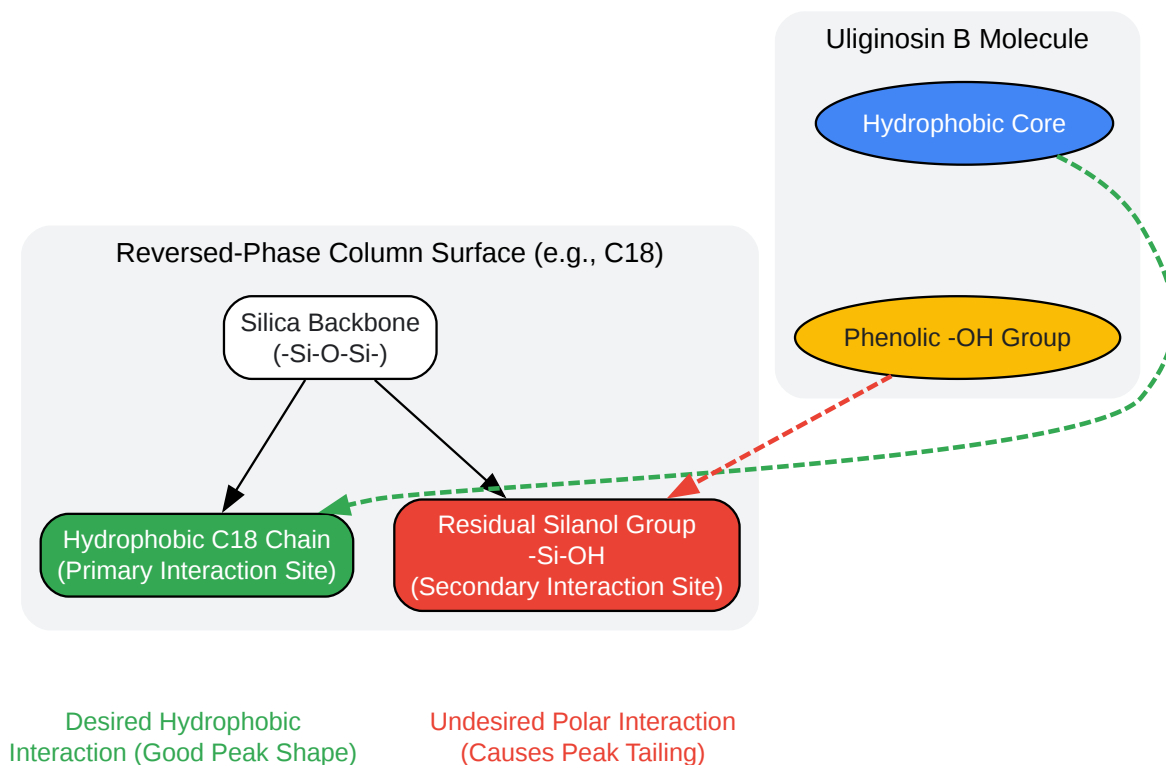 Uliginosin B Molecule
Hydrophobic Core
Phenolic -OH Group
Reversed-Phase Column Surface (e.g., C18)
Silica Backbone
(-Si-O-Si-)
Hydrophobic C18 Chain
(Primary Interaction Site)
Residual Silanol Group
-Si-OH
(Secondary Interaction Site)
Desired Hydrophobic
Interaction (Good Peak Shape)
Undesired Polar Interaction
(Causes Peak Tailing)